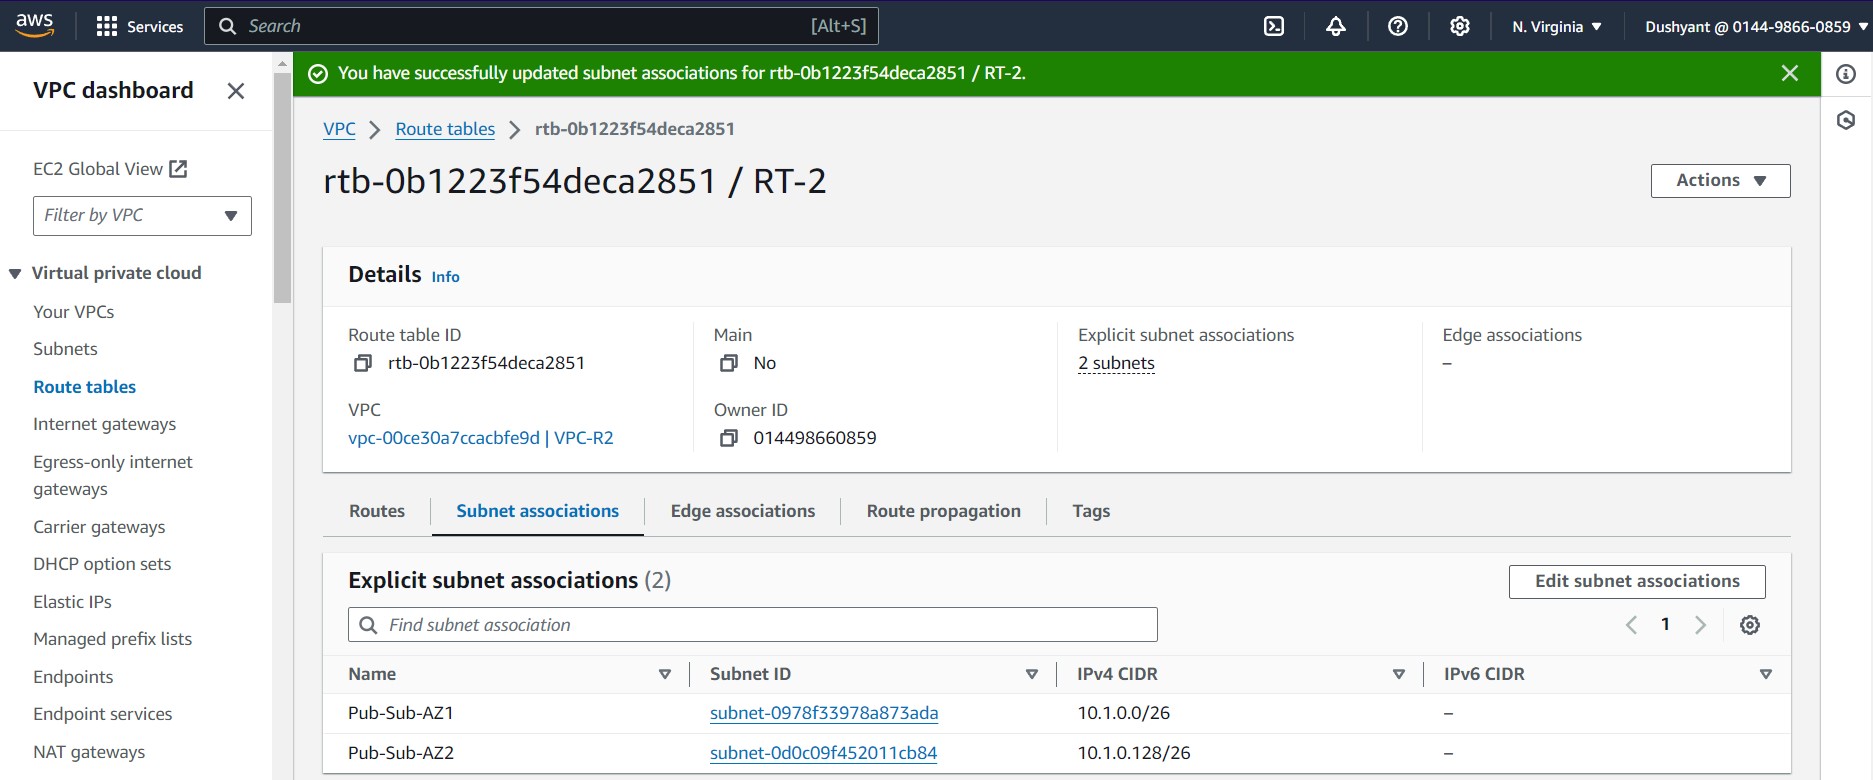 aws
Services
Search [Alt+S]
N. Virginia
Dushyant @ 0144-9866-0859
VPC dashboard
EC2 Global View
Filter by VPC
Virtual private cloud
Your VPCs
Subnets
Route tables
Internet gateways
Egress-only internet
gateways
Carrier gateways
DHCP option sets
Elastic IPs
Managed prefix lists
Endpoints
Endpoint services
NAT gateways
You have successfully updated subnet associations for rtb-0b1223f54deca2851 / RT-2.
VPC Route tables rtb-0b1223f54deca2851
rtb-0b1223f54deca2851 / RT-2
Actions
Details Info
Route table ID
rtb-0b1223f54deca2851
Main
No
Explicit subnet associations
2 subnets
Edge associations
–
VPC
vpc-00ce30a7ccacbfe9d | VPC-R2
Owner ID
014498660859
Routes Subnet associations Edge associations Route propagation Tags
Explicit subnet associations (2)
Edit subnet associations
Find subnet association
1
Name Subnet ID IPv4 CIDR IPv6 CIDR
Pub-Sub-AZ1 subnet-0978f33978a873ada 10.1.0.0/26 –
Pub-Sub-AZ2 subnet-0d0c09f452011cb84 10.1.0.128/26 –